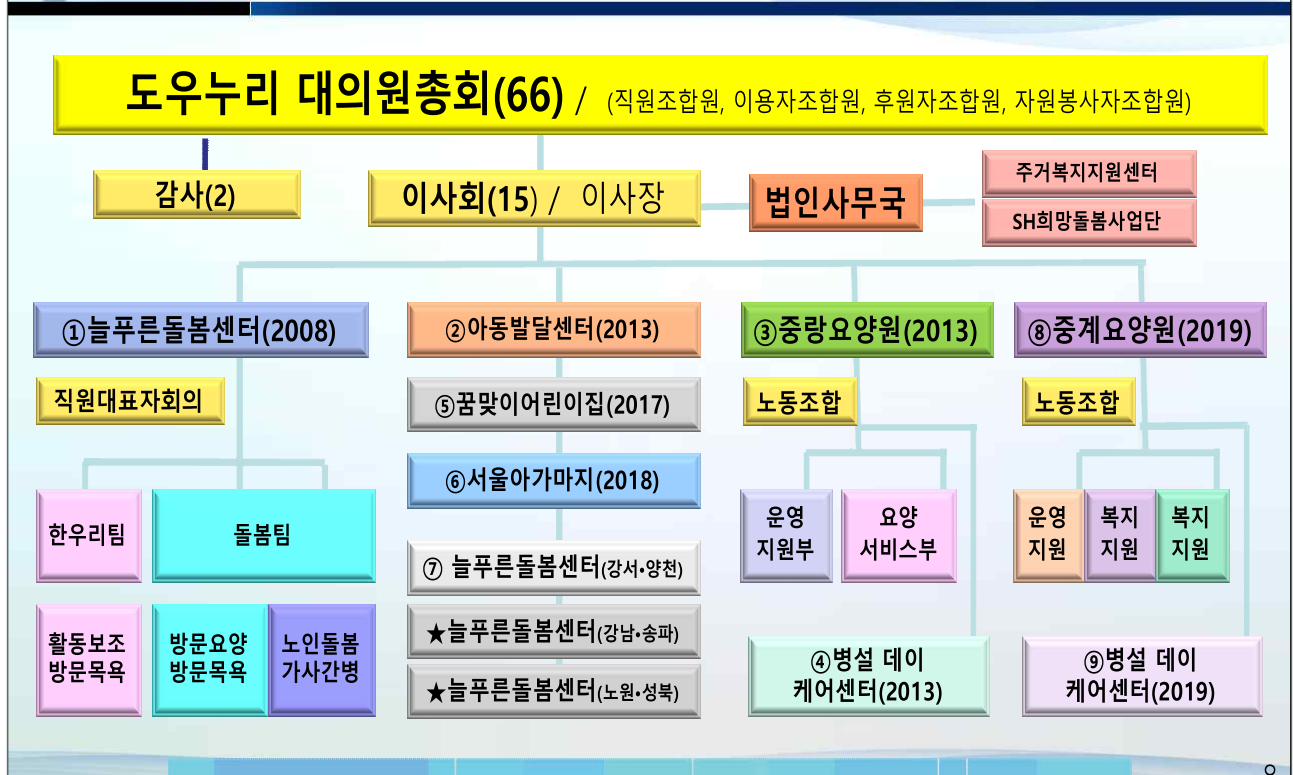 도우누리 대의원총회(66) / (직원조합원, 이용자조합원, 후원자조합원, 자원봉사자조합원)
감사(2)
이사회(15) / 이사장
법인사무국
주거복지지원센터
SH희망돌봄사업단
①늘푸른돌봄센터(2008)
②아동발달센터(2013)
③중랑요양원(2013)
⑧중계요양원(2019)
직원대표자회의
⑤꿈맞이어린이집(2017)
노동조합
노동조합
⑥서울아가마지(2018)
한우리팀
돌봄팀
운영
지원부
요양
서비스부
운영
지원
복지
지원
복지
지원
⑦ 늘푸른돌봄센터(강서•양천)
★늘푸른돌봄센터(강남•송파)
★늘푸른돌봄센터(노원•성북)
활동보조
방문목욕
방문요양
방문목욕
노인돌봄
가사간병
④병설 데이
케어센터(2013)
⑨병설 데이
케어센터(2019)